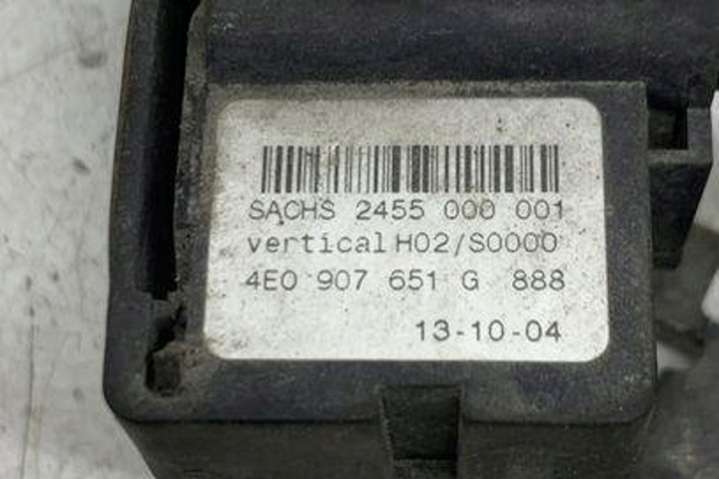 SACHS 2455 000 001
vertical H02/S0000
4E0 907 651 G 888
13-10-04